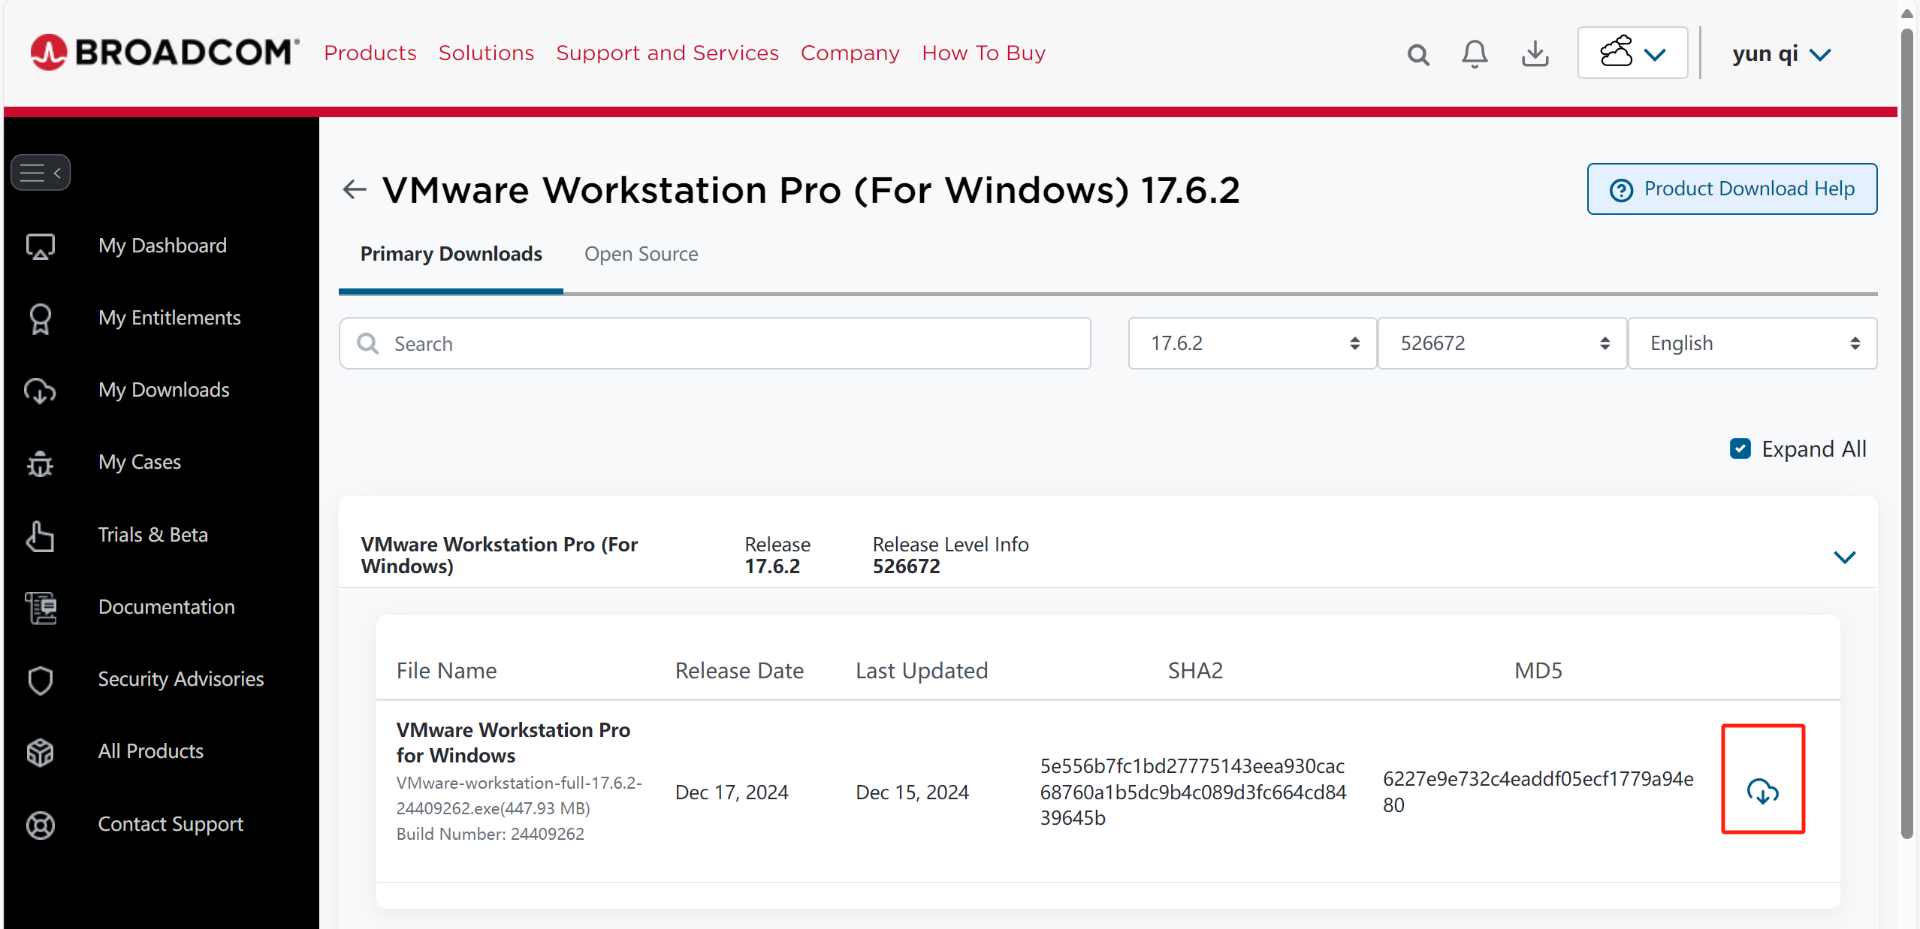 BROADCOM®
Products Solutions Support and Services Company How To Buy
yun qi
My Dashboard
My Entitlements
My Downloads
My Cases
Trials & Beta
Documentation
Security Advisories
All Products
Contact Support
VMware Workstation Pro (For Windows) 17.6.2
Product Download Help
Primary Downloads Open Source
Search
17.6.2
526672
English
Expand All
VMware Workstation Pro (For
Windows)
Release
17.6.2
Release Level Info
526672
File Name Release Date Last Updated SHA2 MD5
VMware Workstation Pro
for Windows
VMware-workstation-full-17.6.2-
24409262.exe(447.93 MB)
Build Number: 24409262
Dec 17, 2024
Dec 15, 2024
5e556b7fc1bd27775143eea930cac
68760a1b5dc9b4c089d3fc664cd84
39645b
6227e9e732c4eaddf05ecf1779a94e
80